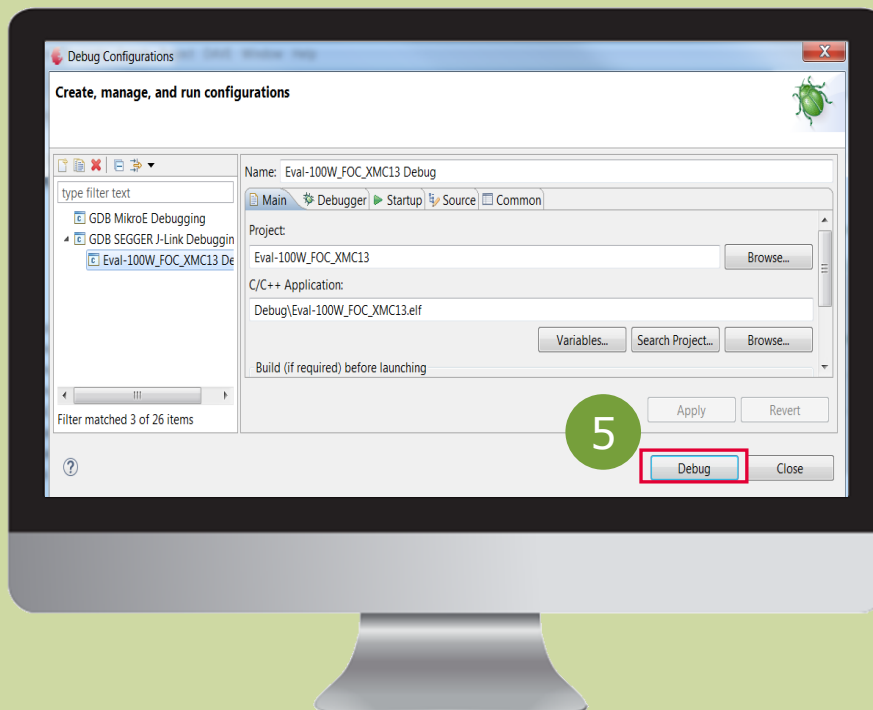 Debug Configurations
Create, manage, and run configurations
type filter text
GDB MikroE Debugging
GDB SEGGER J-Link Debuggin
Eval-100W_FOC_XMC13 De
Filter matched 3 of 26 items
Name: Eval-100W_FOC_XMC13 Debug
Main Debugger Startup Source Common
Project:
Eval-100W_FOC_XMC13
Browse...
C/C++ Application:
Debug\Eval-100W_FOC_XMC13.elf
Variables... Search Project... Browse...
Build (if required) before launching
Apply Revert
5
Debug Close